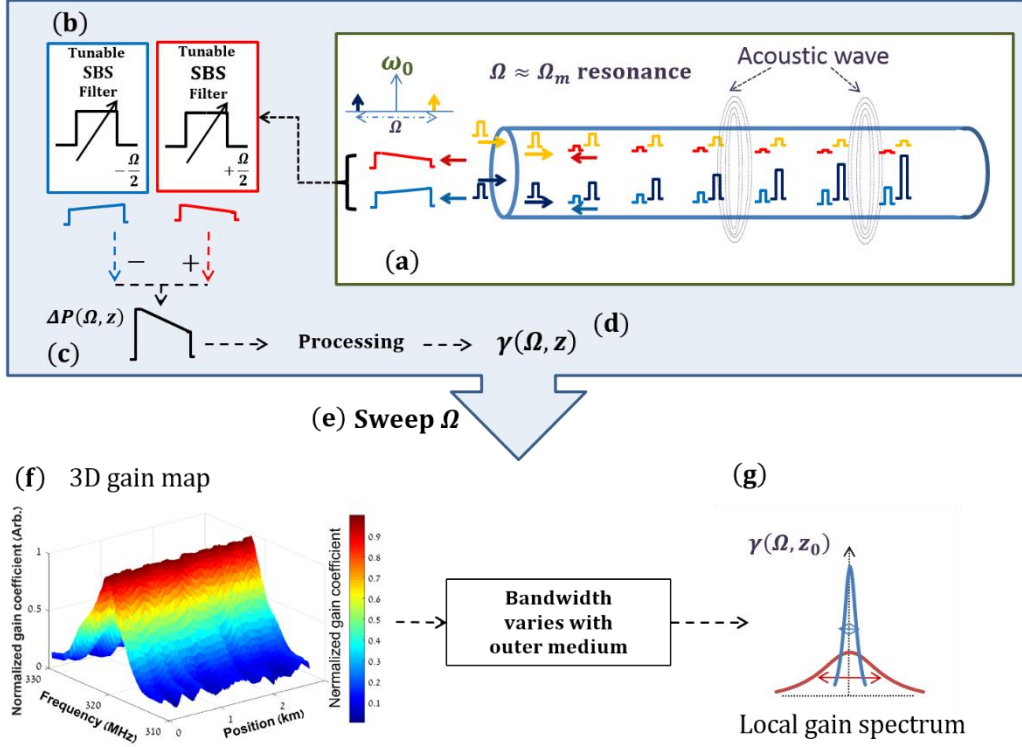 (b)
Tunable
SBS
Filter
−Ω/2
Tunable
SBS
Filter
+Ω/2
ω₀
Ω
Ω ≈ Ωₘ resonance
Acoustic wave
(a)
−
+
ΔP(Ω, z)
(c)
Processing
γ(Ω, z)
(d)
(e) Sweep Ω
(f) 3D gain map
Normalized gain coefficient (Arb.)
1
0.5
0
330
320
310
Frequency (MHz)
0
1
2
Position (km)
Normalized gain coefficient
0.9
0.8
0.7
0.6
0.5
0.4
0.3
0.2
0.1
Bandwidth
varies with
outer medium
(g)
γ(Ω, z₀)
Local gain spectrum